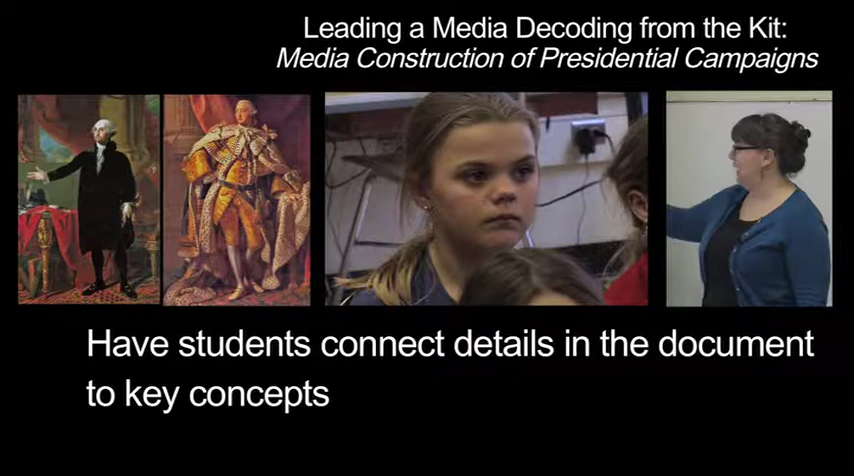 Leading a Media Decoding from the Kit:
Media Construction of Presidential Campaigns
Have students connect details in the document
to key concepts